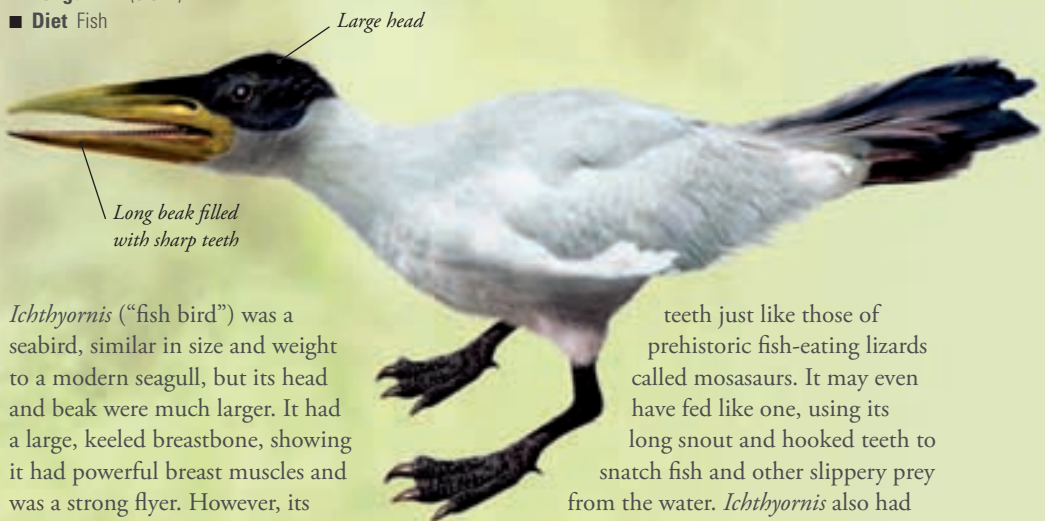 ■ Diet Fish
Large head
Long beak filled
with sharp teeth
Ichthyornis (“fish bird”) was a
seabird, similar in size and weight
to a modern seagull, but its head
and beak were much larger. It had
a large, keeled breastbone, showing
it had powerful breast muscles and
was a strong flyer. However, its
teeth just like those of
prehistoric fish-eating lizards
called mosasaurs. It may even
have fed like one, using its
long snout and hooked teeth to
snatch fish and other slippery prey
from the water. Ichthyornis also had